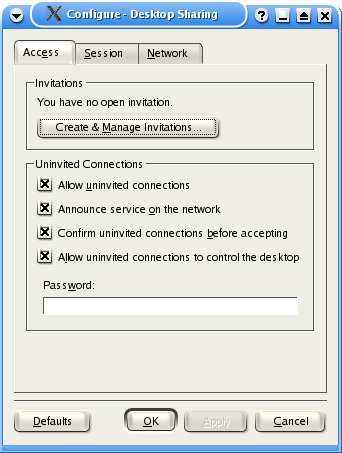 Configure - Desktop Sharing
Access Session Network
Invitations
You have no open invitation.
Create & Manage Invitations...
Uninvited Connections
Allow uninvited connections
Announce service on the network
Confirm uninvited connections before accepting
Allow uninvited connections to control the desktop
Password:
Defaults OK Apply Cancel